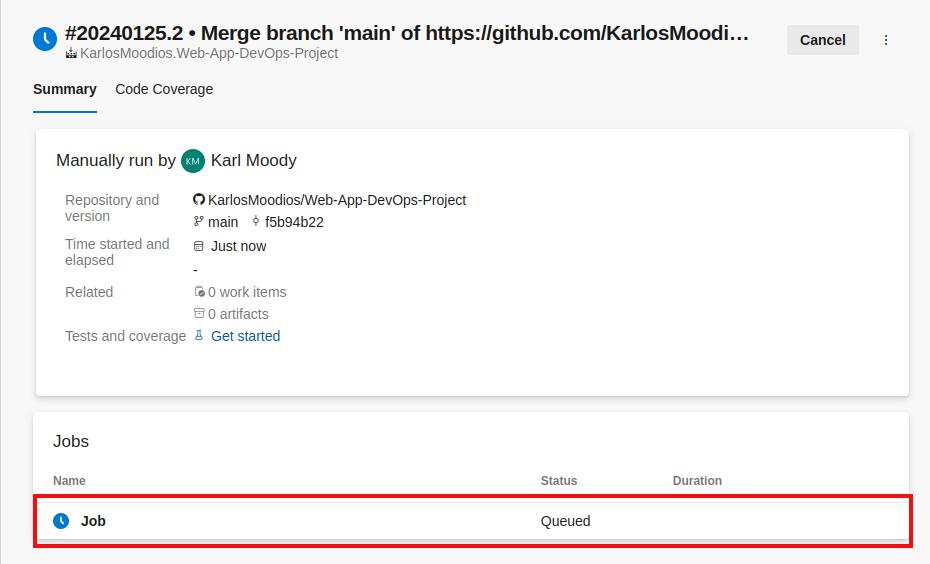 #20240125.2 • Merge branch 'main' of https://github.com/KarlosMoodi…
KarlosMoodios.Web-App-DevOps-Project
Cancel
Summary Code Coverage
Manually run by KM Karl Moody
Repository and version
KarlosMoodios/Web-App-DevOps-Project
main f5b94b22
Time started and elapsed
Just now
-
Related
0 work items
0 artifacts
Tests and coverage
Get started
Jobs
Name Status Duration
Job Queued